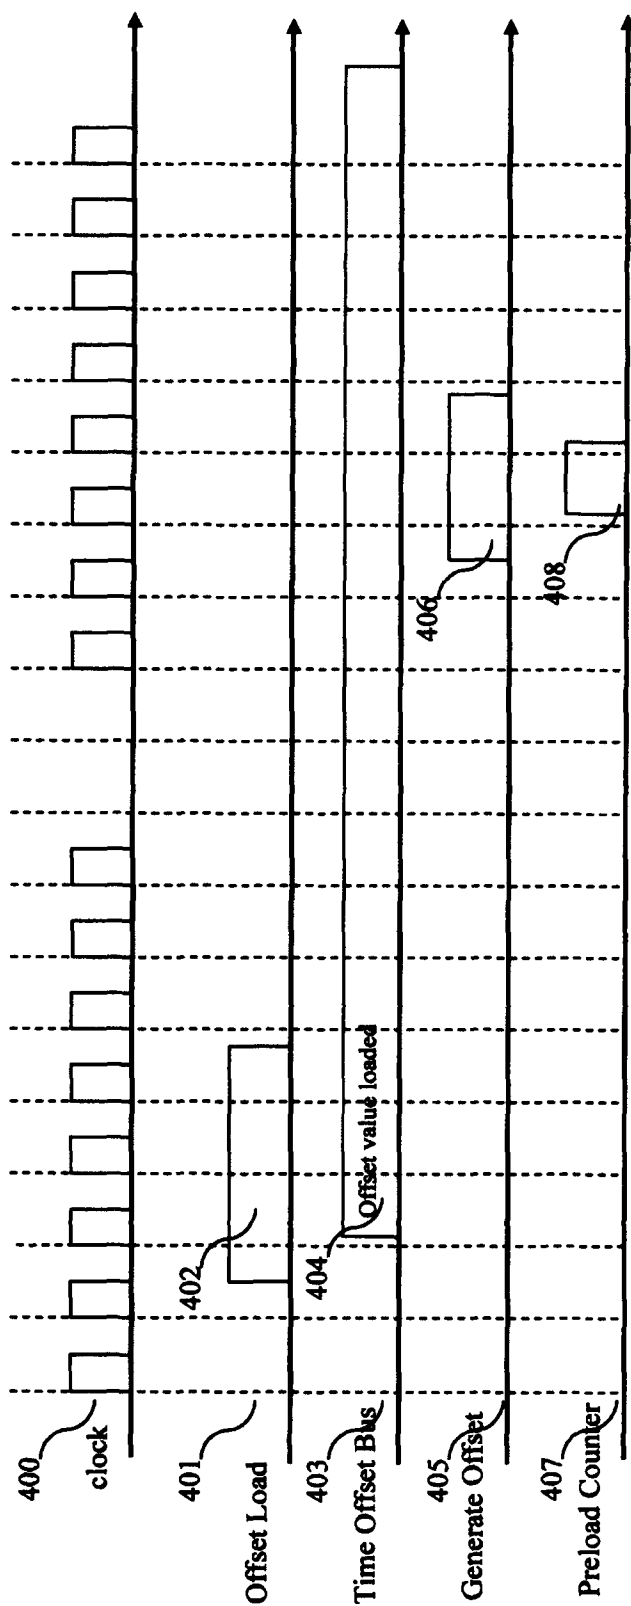 400
clock
401
Offset Load
402
403
Time Offset Bus
404
Offset value loaded
405
Generate Offset
406
407
Preload Counter
408